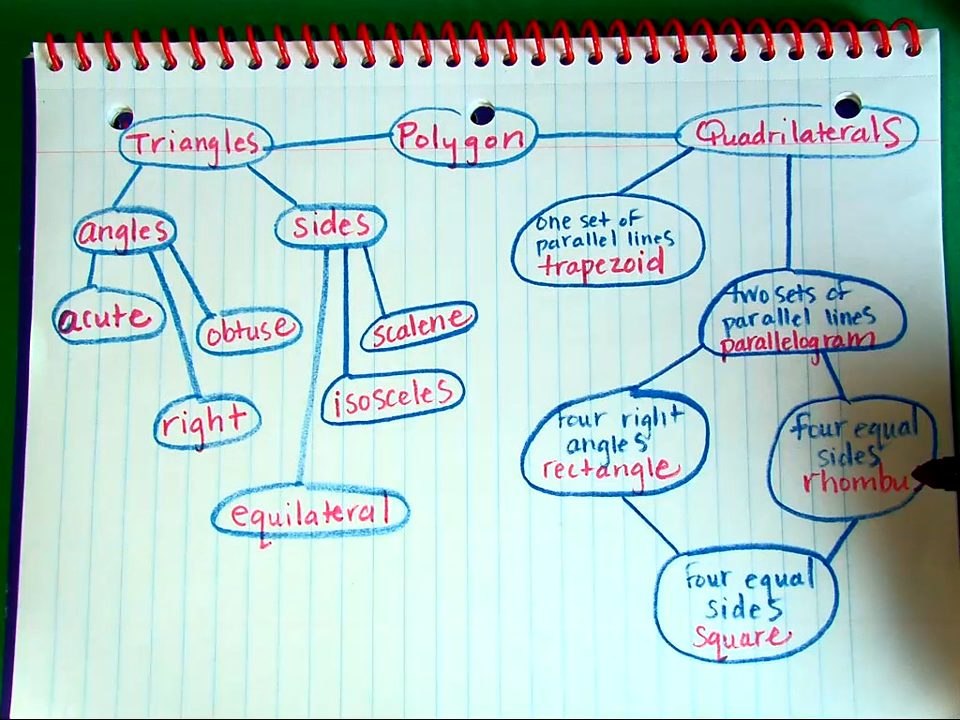 Triangles
Polygon
Quadrilaterals
angles
sides
acute
obtuse
right
scalene
isosceles
equilateral
one set of
parallel lines
trapezoid
two sets of
parallel lines
parallelogram
four right
angles
rectangle
four equal
sides
rhombu
four equal
sides
square